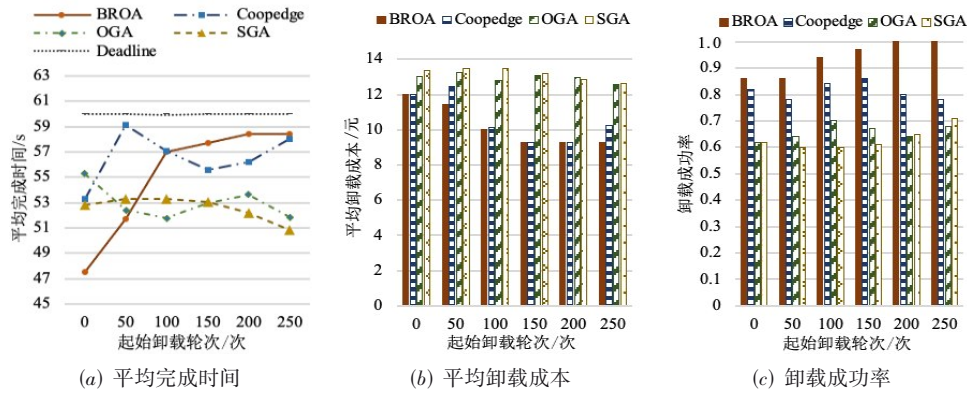 BROA Coopedge
OGA SGA
Deadline
平均完成时间/s
63
61
59
57
55
53
51
49
47
45
0 50 100 150 200 250
起始卸载轮次/次
(a) 平均完成时间
BROA Coopedge OGA SGA
平均卸载成本/元
14
12
10
8
6
4
2
0
0 50 100 150 200 250
起始卸载轮次/次
(b) 平均卸载成本
BROA Coopedge OGA SGA
卸载成功率
1.0
0.9
0.8
0.7
0.6
0.5
0.4
0.3
0.2
0.1
0
0 50 100 150 200 250
起始卸载轮次/次
(c) 卸载成功率